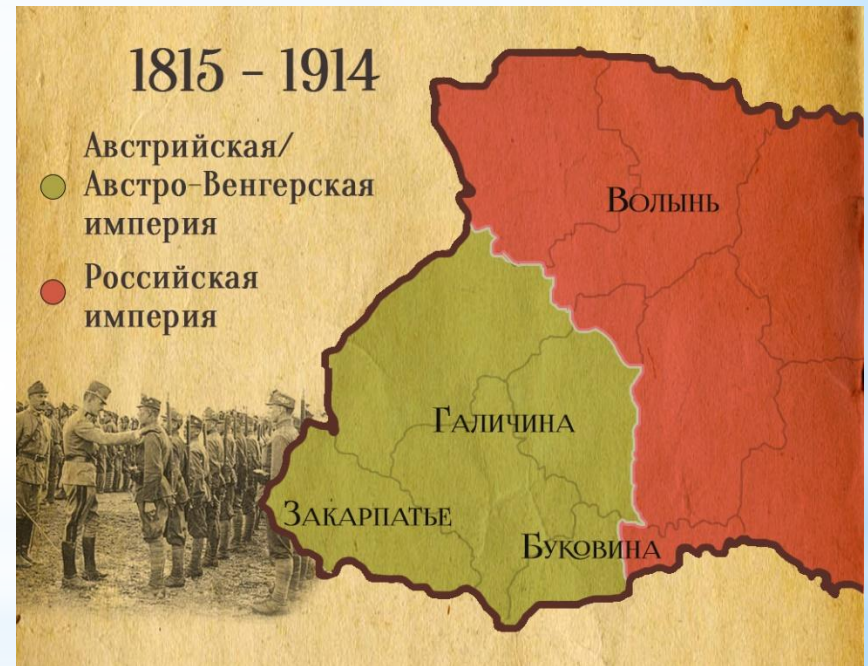 1815 – 1914
Австрийская/
Австро-Венгерская
империя
Российская
империя
Волынь
Галичина
Закарпатье
Буковина